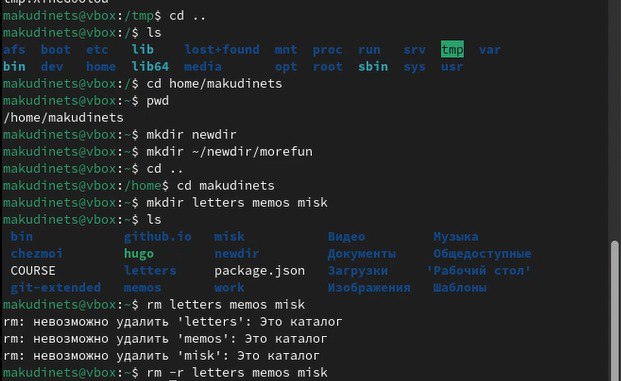 makudinets@vbox:/tmp$ cd ..
makudinets@vbox:/$ ls
afs boot etc lib lost+found mnt proc run srv tmp var
bin dev home lib64 media opt root sbin sys usr
makudinets@vbox:/$ cd home/makudinets
makudinets@vbox:~$ pwd
/home/makudinets
makudinets@vbox:~$ mkdir newdir
makudinets@vbox:~$ mkdir ~/newdir/morefun
makudinets@vbox:~$ cd ..
makudinets@vbox:/home$ cd makudinets
makudinets@vbox:~$ mkdir letters memos misk
makudinets@vbox:~$ ls
bin github.io misk Видео Музыка
chezmoi hugo newdir Документы Общедоступные
COURSE letters package.json Загрузки 'Рабочий стол'
git-extended memos work Изображения Шаблоны
makudinets@vbox:~$ rm letters memos misk
rm: невозможно удалить 'letters': Это каталог
rm: невозможно удалить 'memos': Это каталог
rm: невозможно удалить 'misk': Это каталог
makudinets@vbox:~$ rm -r letters memos misk